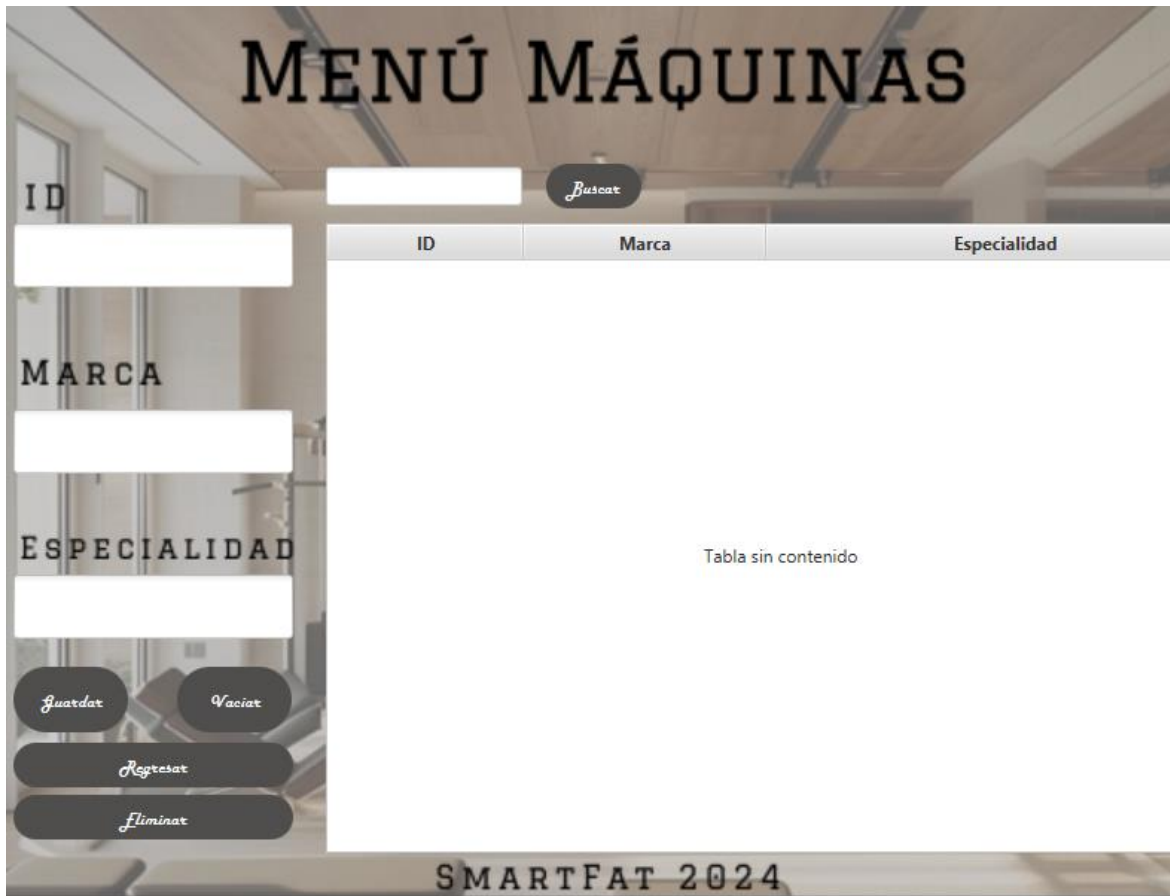 MENÚ MÁQUINAS
ID
Buscar
ID Marca Especialidad
MARCA
ESPECIALIDAD
Tabla sin contenido
Guardar Vaciar
Regresar
Eliminar
SMARTFAT 2024